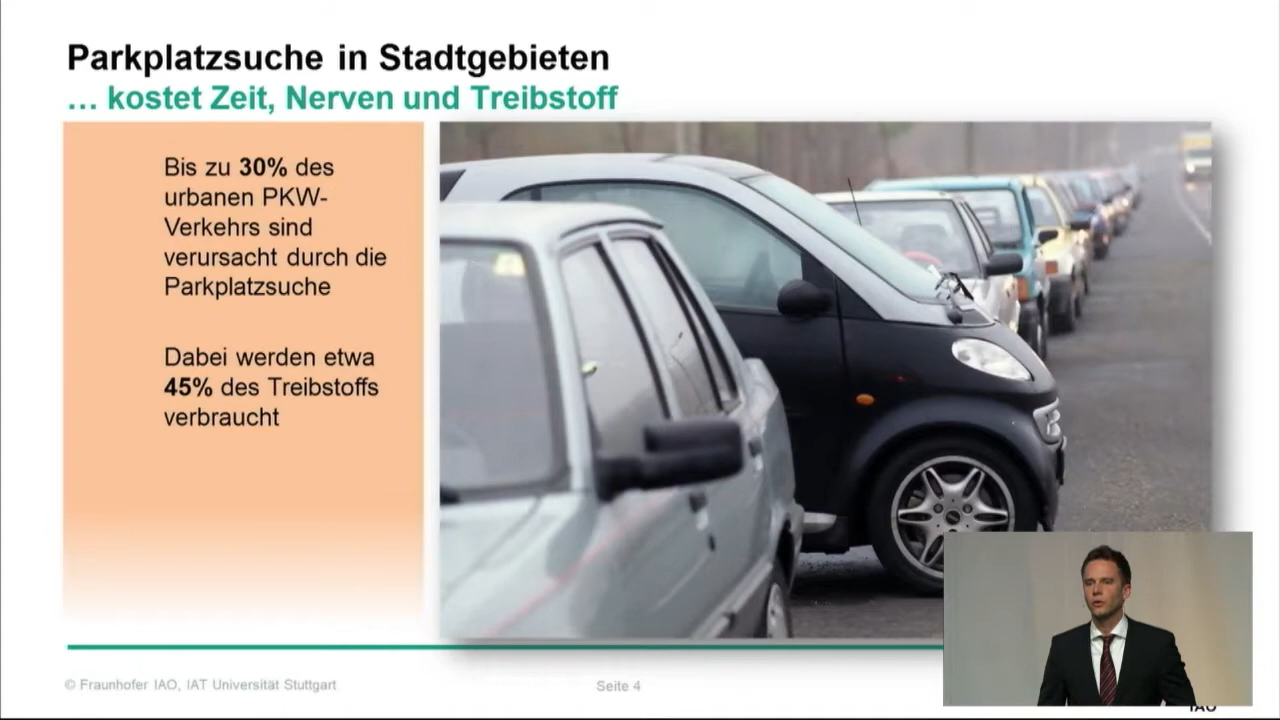 Parkplatzsuche in Stadtgebieten
… kostet Zeit, Nerven und Treibstoff
Bis zu 30% des
urbanen PKW-
Verkehrs sind
verursacht durch die
Parkplatzsuche
Dabei werden etwa
45% des Treibstoffs
verbraucht
© Fraunhofer IAO, IAT Universität Stuttgart
Seite 4
IAO